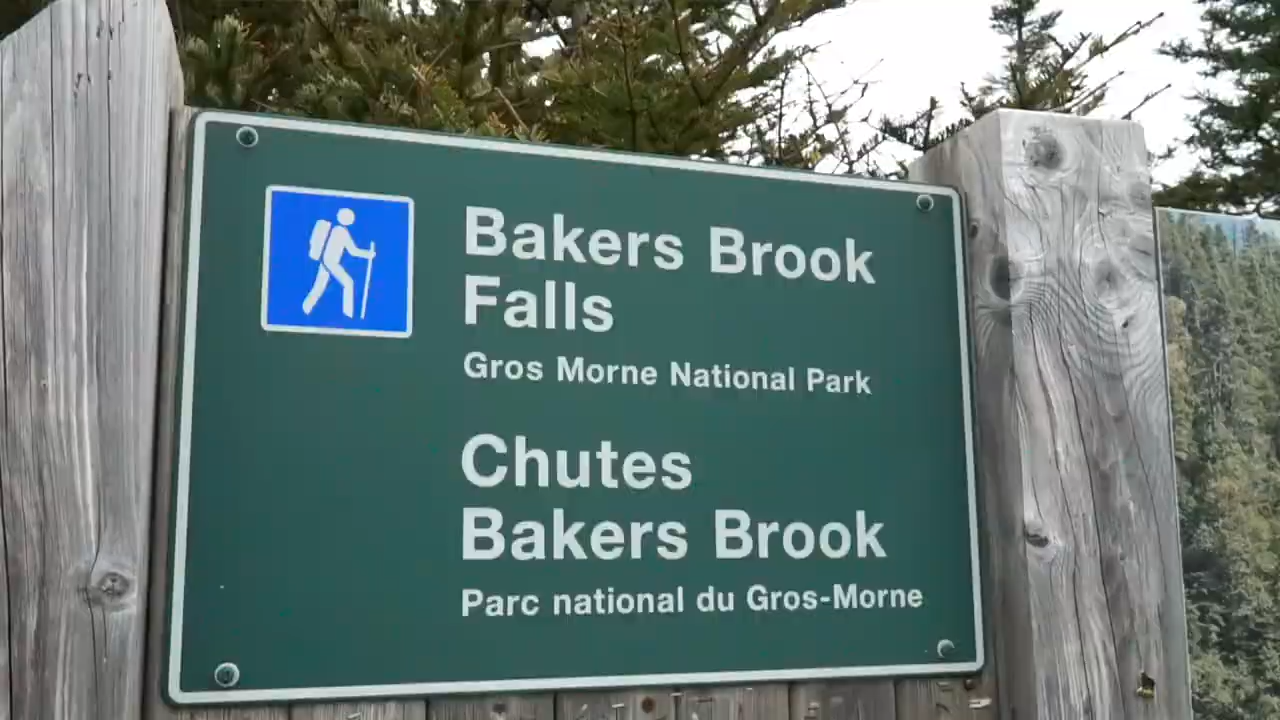 Bakers Brook
Falls
Gros Morne National Park
Chutes
Bakers Brook
Parc national du Gros-Morne